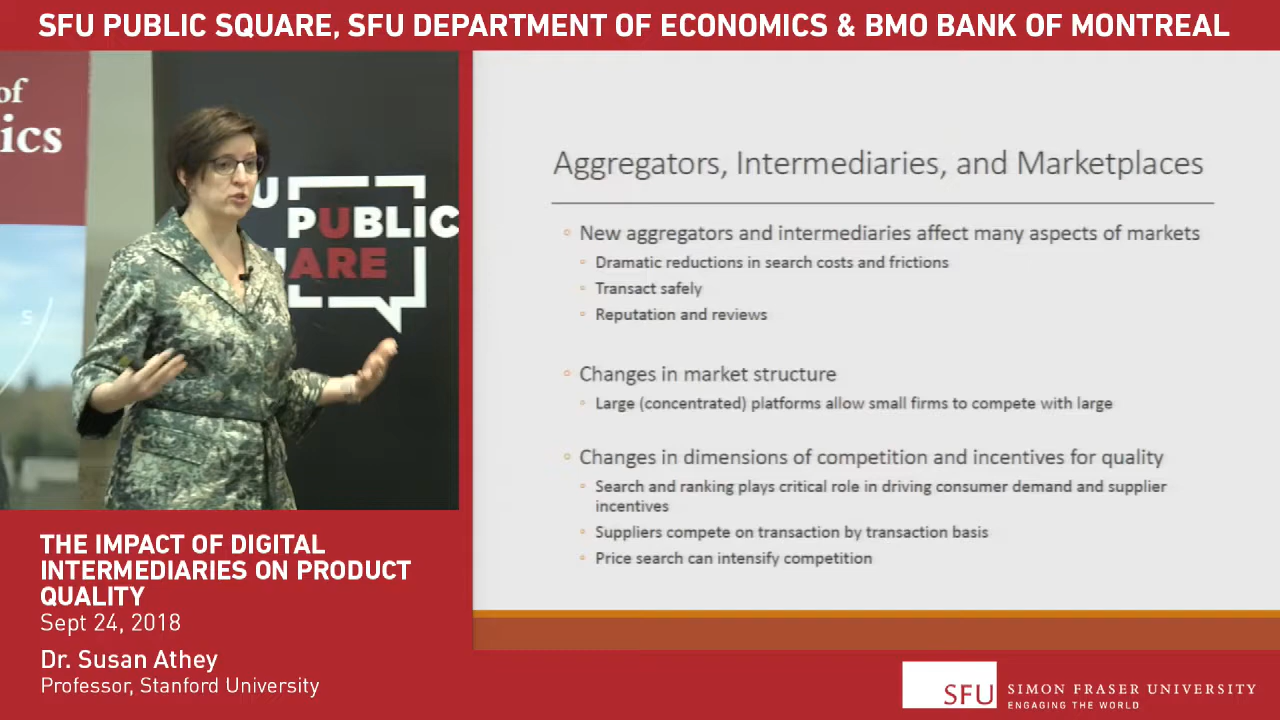 SFU PUBLIC SQUARE, SFU DEPARTMENT OF ECONOMICS & BMO BANK OF MONTREAL
of
ics
S
U
PUBLIC
ARE
Aggregators, Intermediaries, and Marketplaces
◦ New aggregators and intermediaries affect many aspects of markets
◦ Dramatic reductions in search costs and frictions
◦ Transact safely
◦ Reputation and reviews
◦ Changes in market structure
◦ Large (concentrated) platforms allow small firms to compete with large
◦ Changes in dimensions of competition and incentives for quality
◦ Search and ranking plays critical role in driving consumer demand and supplier
incentives
◦ Suppliers compete on transaction by transaction basis
◦ Price search can intensify competition
THE IMPACT OF DIGITAL
INTERMEDIARIES ON PRODUCT
QUALITY
Sept 24, 2018
Dr. Susan Athey
Professor, Stanford University
SFU
SIMON FRASER UNIVERSITY
ENGAGING THE WORLD